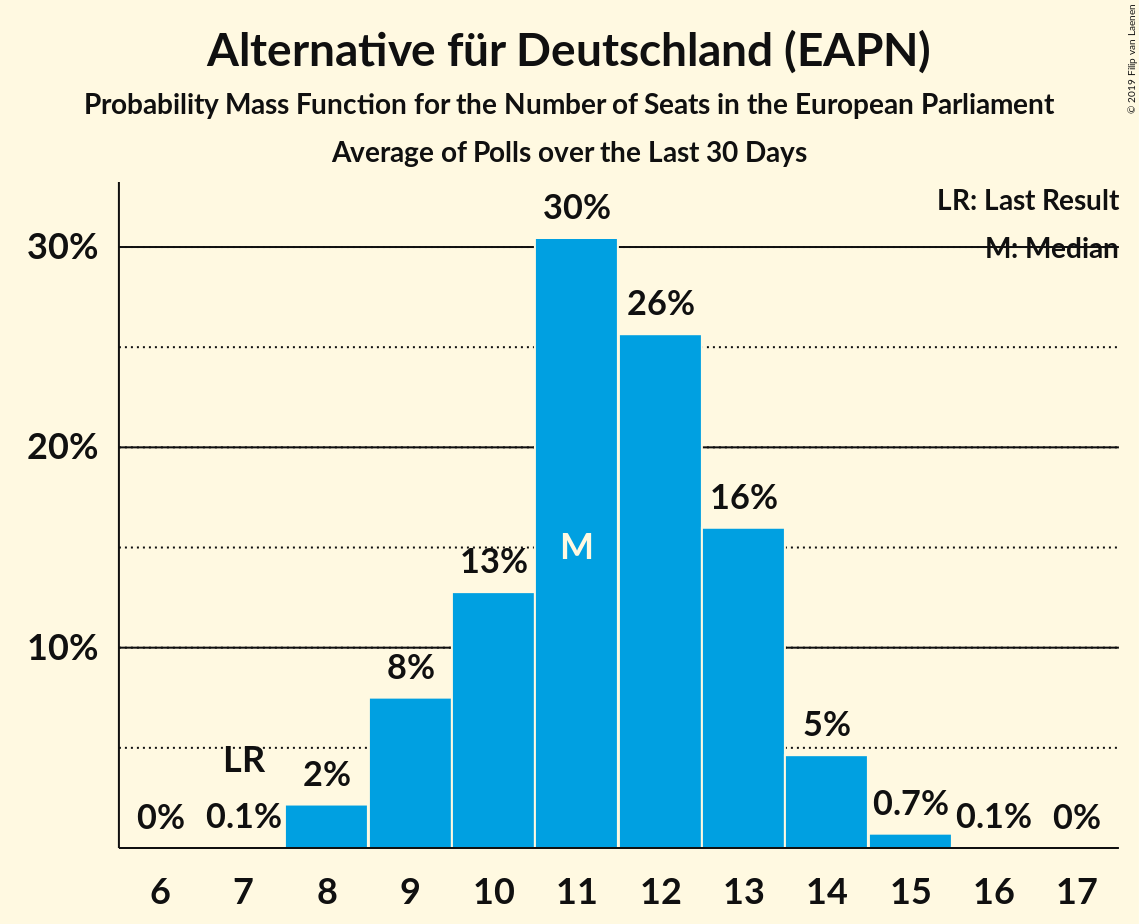 Alternative für Deutschland (EAPN)
Probability Mass Function for the Number of Seats in the European Parliament
Average of Polls over the Last 30 Days
© 2019 Filip van Laenen
LR: Last Result
M: Median
30%
20%
10%
0%
0.1%
LR
2%
8%
13%
30%
M
26%
16%
5%
0.7%
0.1%
0%
6 7 8 9 10 11 12 13 14 15 16 17